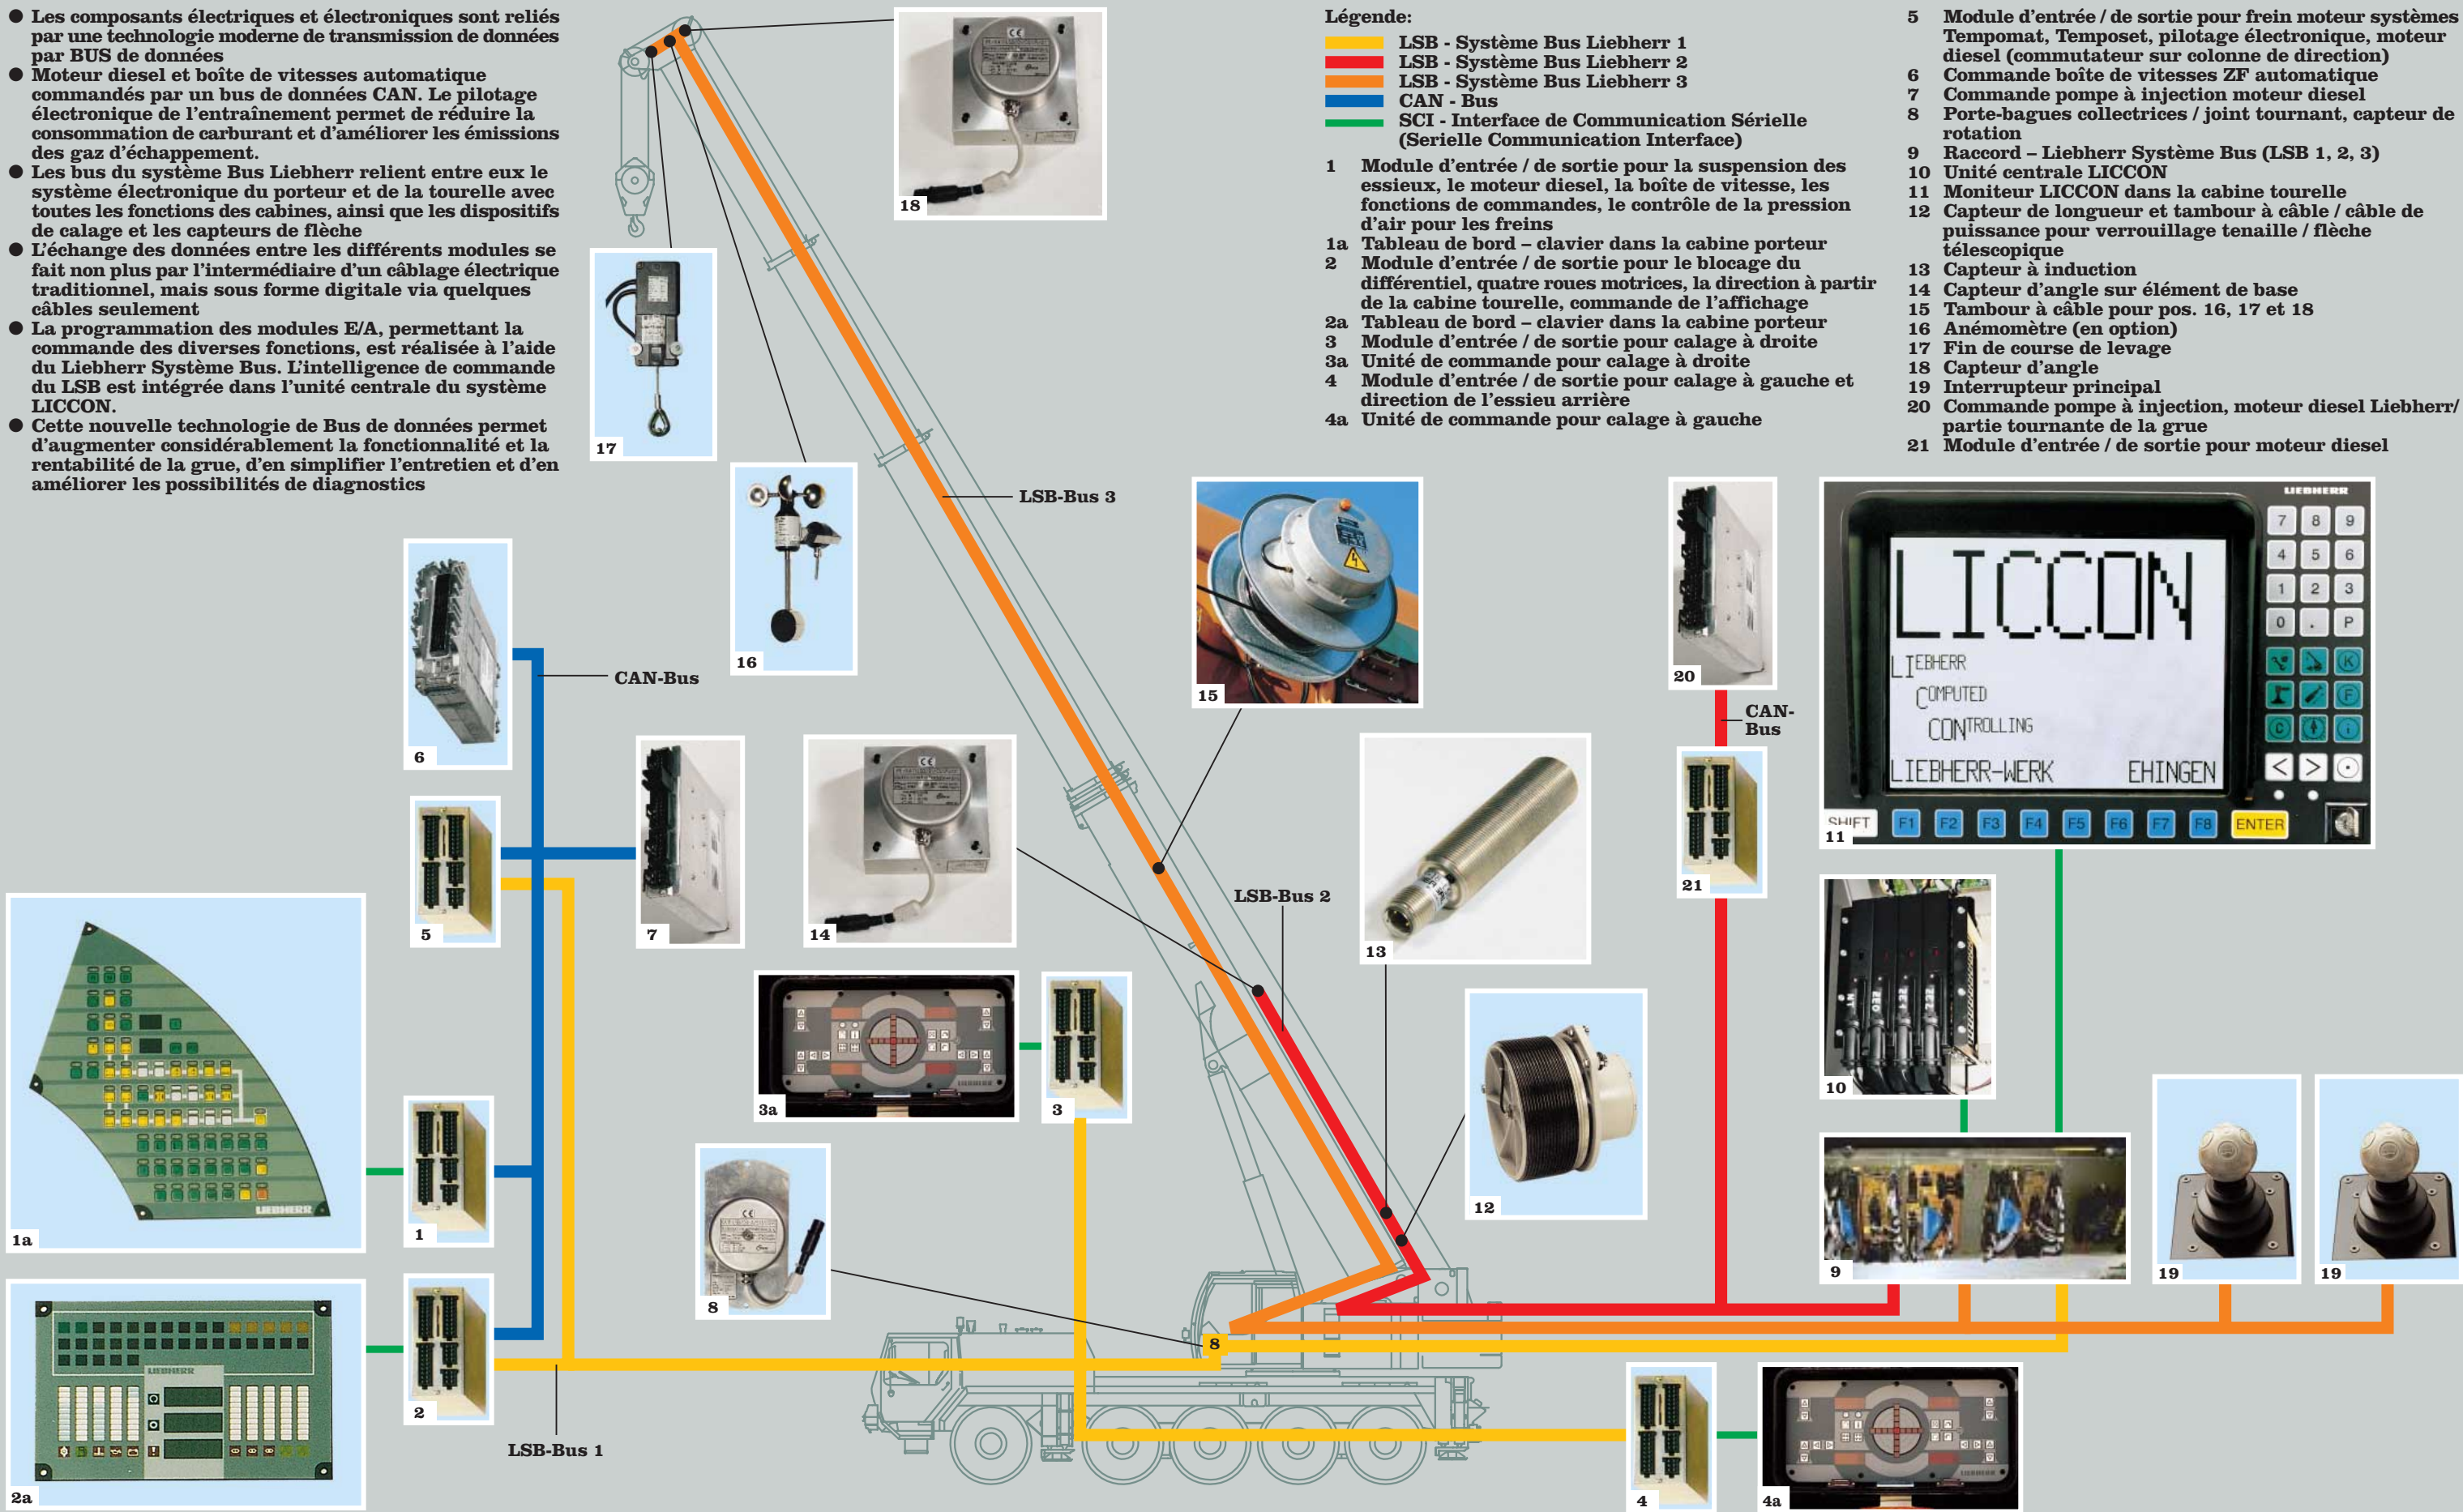 ● Les composants électriques et électroniques sont reliés
par une technologie moderne de transmission de données
par BUS de données
● Moteur diesel et boîte de vitesses automatique
commandés par un bus de données CAN. Le pilotage
électronique de l'entraînement permet de réduire la
consommation de carburant et d'améliorer les émissions
des gaz d'échappement.
● Les bus du système Bus Liebherr relient entre eux le
système électronique du porteur et de la tourelle avec
toutes les fonctions des cabines, ainsi que les dispositifs
de calage et les capteurs de flèche
● L'échange des données entre les différents modules se
fait non plus par l'intermédiaire d'un câblage électrique
traditionnel, mais sous forme digitale via quelques
câbles seulement
● La programmation des modules E/A, permettant la
commande des diverses fonctions, est réalisée à l'aide
du Liebherr Système Bus. L'intelligence de commande
du LSB est intégrée dans l'unité centrale du système
LICCON.
● Cette nouvelle technologie de Bus de données permet
d'augmenter considérablement la fonctionnalité et la
rentabilité de la grue, d'en simplifier l'entretien et d'en
améliorer les possibilités de diagnostics
Légende:
LSB - Système Bus Liebherr 1
LSB - Système Bus Liebherr 2
LSB - Système Bus Liebherr 3
CAN - Bus
SCI - Interface de Communication Sérielle
(Serielle Communication Interface)
1 Module d'entrée / de sortie pour la suspension des
essieux, le moteur diesel, la boîte de vitesse, les
fonctions de commandes, le contrôle de la pression
d'air pour les freins
1a Tableau de bord – clavier dans la cabine porteur
2 Module d'entrée / de sortie pour le blocage du
différentiel, quatre roues motrices, la direction à partir
de la cabine tourelle, commande de l'affichage
2a Tableau de bord – clavier dans la cabine porteur
3 Module d'entrée / de sortie pour calage à droite
3a Unité de commande pour calage à droite
4 Module d'entrée / de sortie pour calage à gauche et
direction de l'essieu arrière
4a Unité de commande pour calage à gauche
5 Module d'entrée / de sortie pour frein moteur systèmes
Tempomat, Temposet, pilotage électronique, moteur
diesel (commutateur sur colonne de direction)
6 Commande boîte de vitesses ZF automatique
7 Commande pompe à injection moteur diesel
8 Porte-bagues collectrices / joint tournant, capteur de
rotation
9 Raccord – Liebherr Système Bus (LSB 1, 2, 3)
10 Unité centrale LICCON
11 Moniteur LICCON dans la cabine tourelle
12 Capteur de longueur et tambour à câble / câble de
puissance pour verrouillage tenaille / flèche
télescopique
13 Capteur à induction
14 Capteur d'angle sur élément de base
15 Tambour à câble pour pos. 16, 17 et 18
16 Anémomètre (en option)
17 Fin de course de levage
18 Capteur d'angle
19 Interrupteur principal
20 Commande pompe à injection, moteur diesel Liebherr/
partie tournante de la grue
21 Module d'entrée / de sortie pour moteur diesel
18
17
16
LSB-Bus 3
15
20
CAN-
Bus
21
LIEBHERR
7 8 9
4 5 6
1 2 3
0 . P
K
F
C i
< >
LICCON
LIEBHERR
COMPUTED
CONTROLLING
LIEBHERR-WERK EHINGEN
SHIFT F1 F2 F3 F4 F5 F6 F7 F8 ENTER
11
6
CAN-Bus
5
7
CE
14
LSB-Bus 2
13
10
LIEBHERR
1a
1
LIEBHERR
3a
3
12
CE
8
8
9
19
19
LIEBHERR
2a
2
LSB-Bus 1
4
LIEBHERR
4a
CE